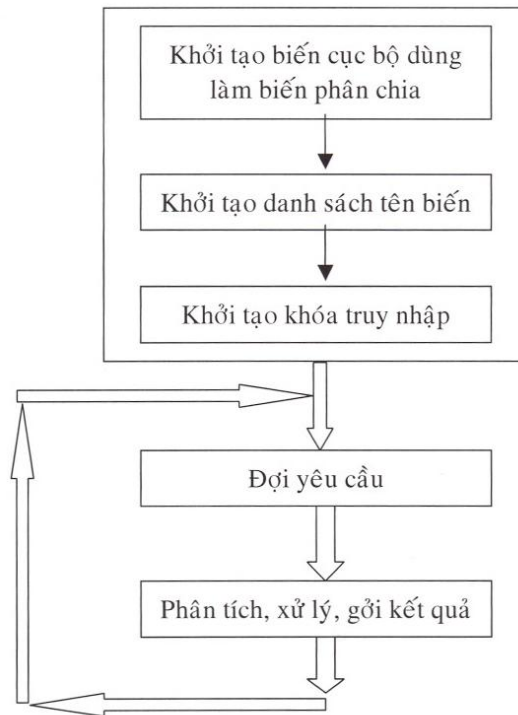 Khởi tạo biến cục bộ dùng
làm biến phân chia
Khởi tạo danh sách tên biến
Khởi tạo khóa truy nhập
Đợi yêu cầu
Phân tích, xử lý, gởi kết quả